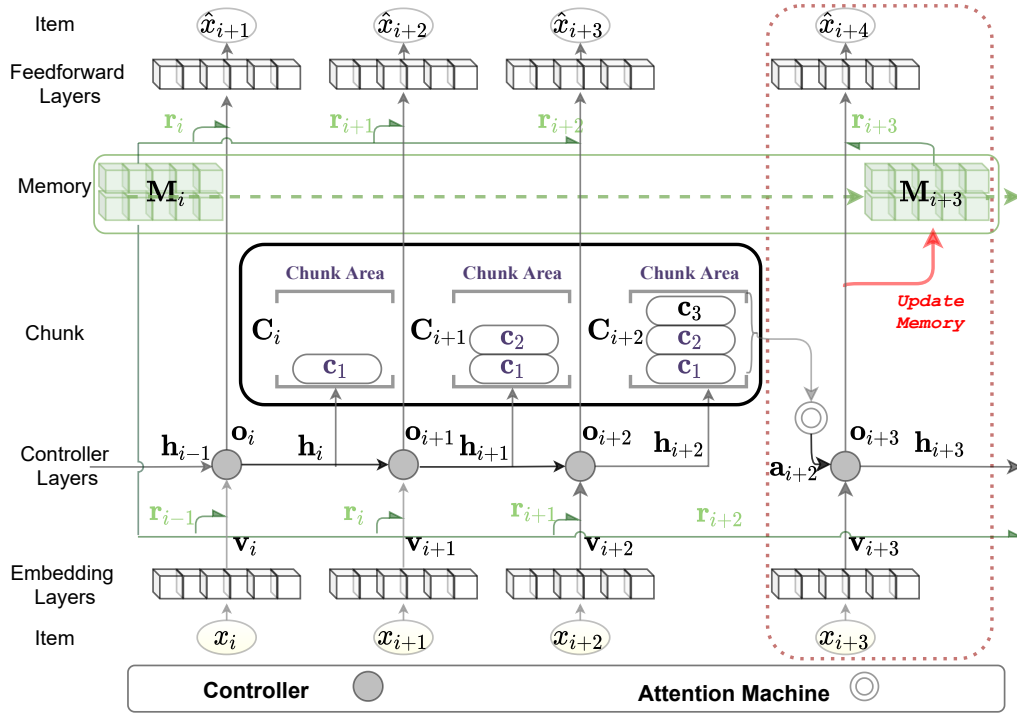 Item x̂ᵢ₊₁ x̂ᵢ₊₂ x̂ᵢ₊₃ x̂ᵢ₊₄
Feedforward
Layers
rᵢ rᵢ₊₁ rᵢ₊₂ rᵢ₊₃
Memory Mᵢ Mᵢ₊₃
Chunk Area Chunk Area Chunk Area
Update
Memory
Chunk
Cᵢ c₁
Cᵢ₊₁ c₂ c₁
Cᵢ₊₂ c₃ c₂ c₁
oᵢ oᵢ₊₁ oᵢ₊₂ oᵢ₊₃
Controller
Layers
hᵢ₋₁ hᵢ hᵢ₊₁ hᵢ₊₂ aᵢ₊₂ hᵢ₊₃
rᵢ₋₁ rᵢ rᵢ₊₁ rᵢ₊₂
vᵢ vᵢ₊₁ vᵢ₊₂ vᵢ₊₃
Embedding
Layers
Item xᵢ xᵢ₊₁ xᵢ₊₂ xᵢ₊₃
Controller Attention Machine